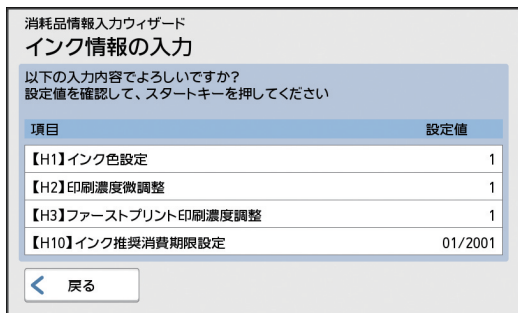 消耗品情報入力ウィザード
インク情報の入力
以下の入力内容でよろしいですか?
設定値を確認して、スタートキーを押してください
項目 設定値
【H1】インク色設定 1
【H2】印刷濃度微調整 1
【H3】ファーストプリント印刷濃度調整 1
【H10】インク推奨消費期限設定 01/2001
戻る